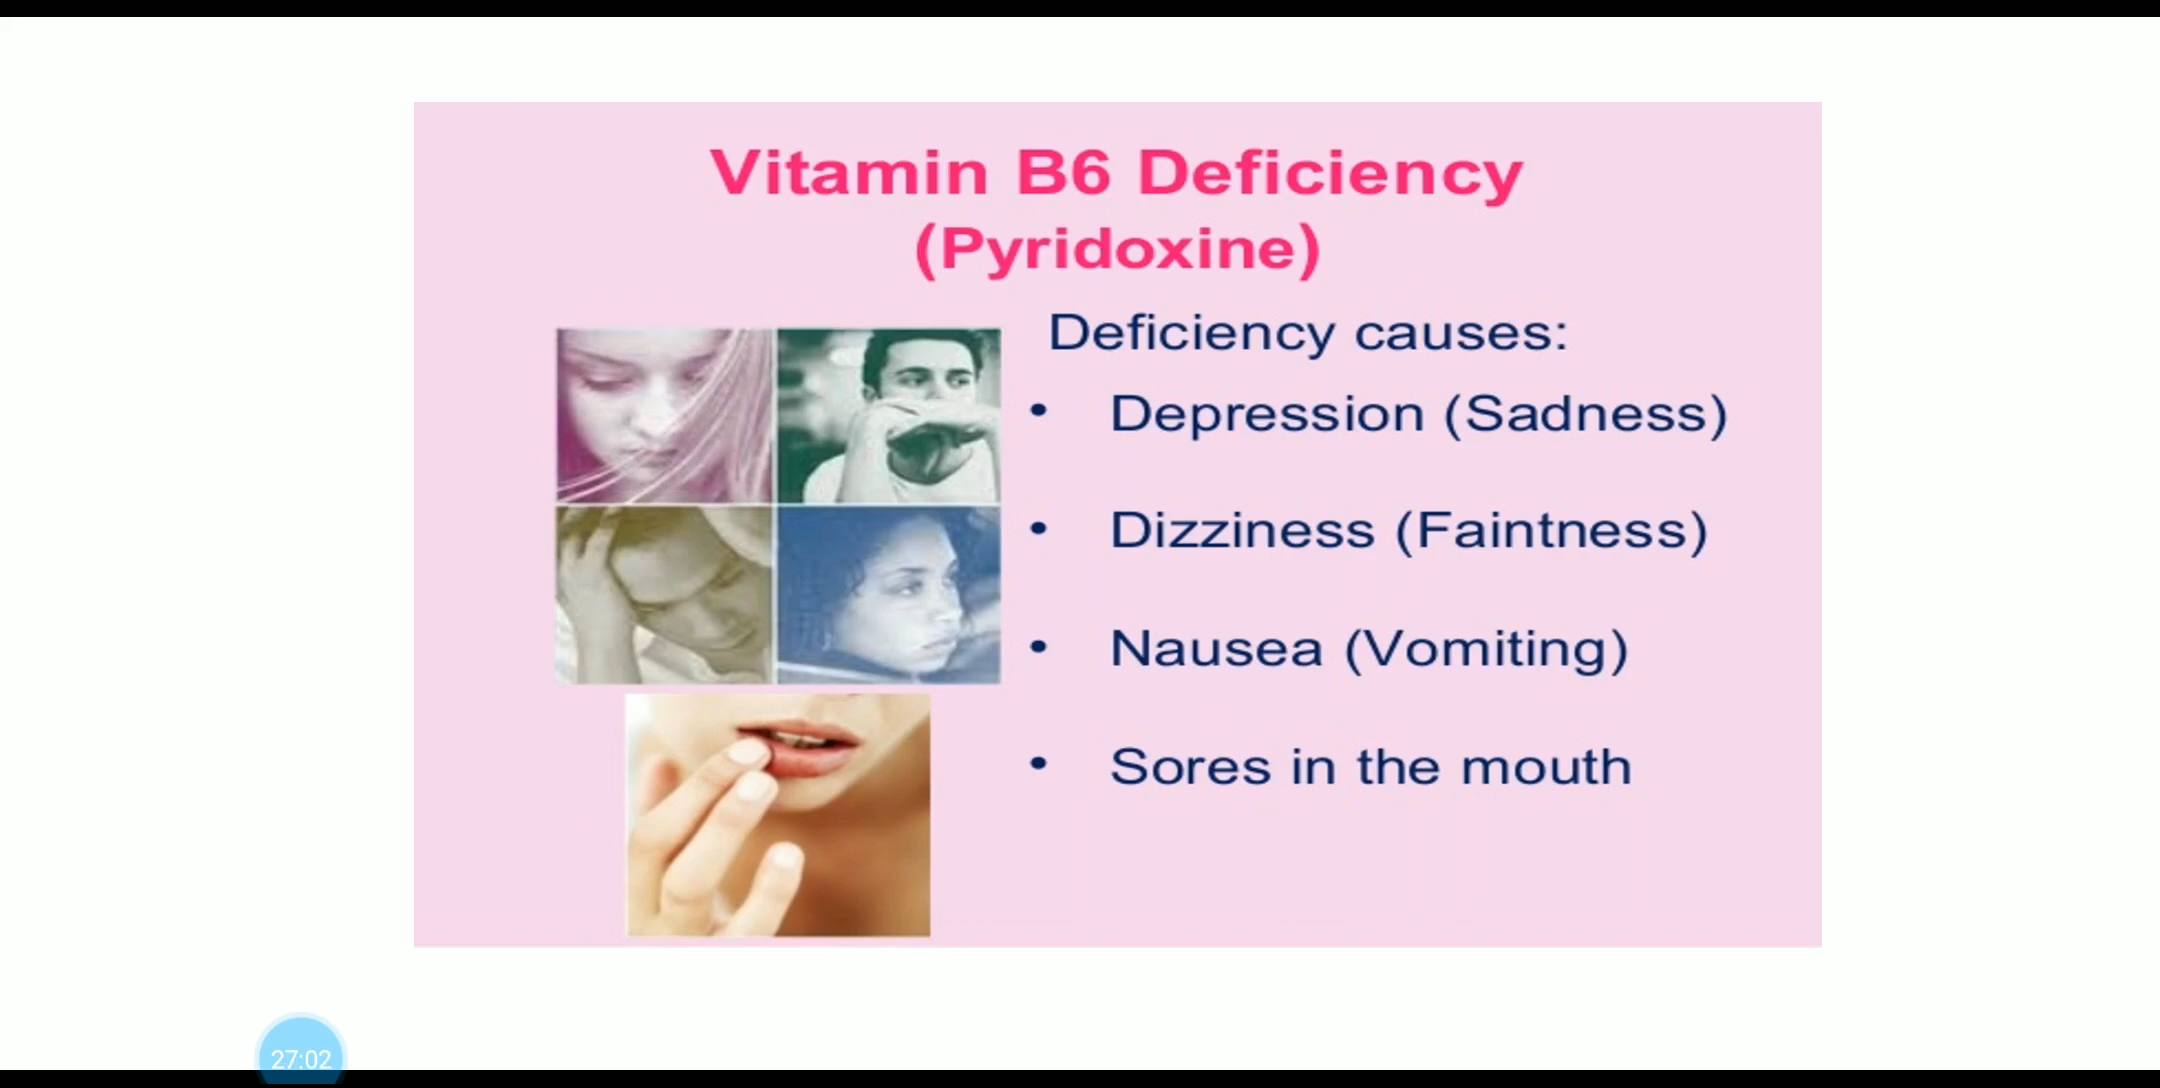 Vitamin B6 Deficiency
(Pyridoxine)
Deficiency causes:
• Depression (Sadness)
• Dizziness (Faintness)
• Nausea (Vomiting)
• Sores in the mouth
27:02